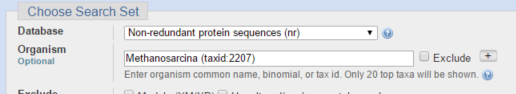 Choose Search Set
Database Non-redundant protein sequences (nr)
Organism Methanosarcina (taxid:2207) Exclude +
Optional
Enter organism common name, binomial, or tax id. Only 20 top taxa will be shown.
Exclude